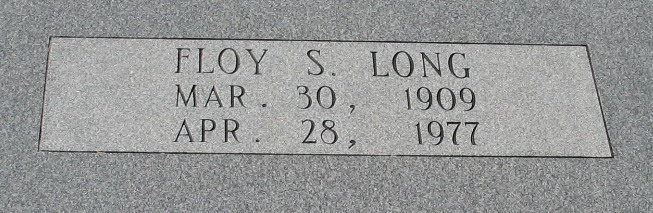 FLOY S. LONG
MAR. 30, 1909
APR. 28, 1977